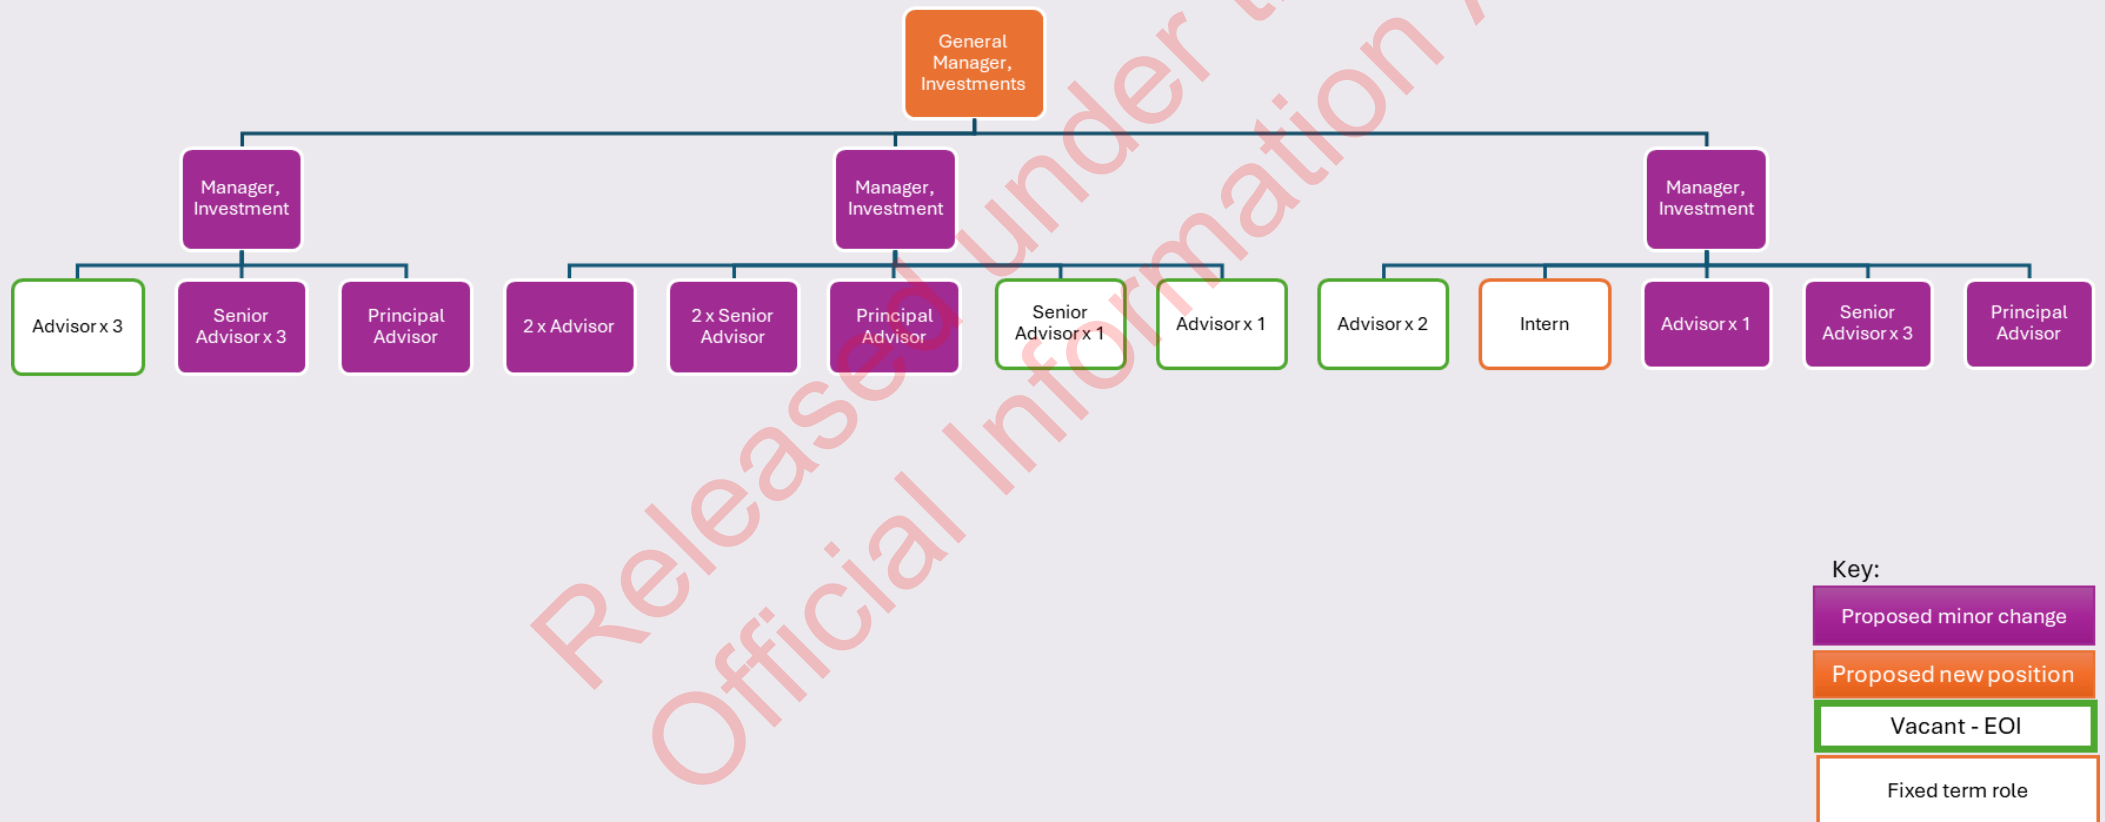 General
Manager,
Investments
Manager,
Investment
Manager,
Investment
Manager,
Investment
Advisor x 3
Senior
Advisor x 3
Principal
Advisor
2 x Advisor
2 x Senior
Advisor
Principal
Advisor
Senior
Advisor x 1
Advisor x 1
Advisor x 2
Intern
Advisor x 1
Senior
Advisor x 3
Principal
Advisor
Released under
Official Information
Key:
Proposed minor change
Proposed new position
Vacant - EOI
Fixed term role